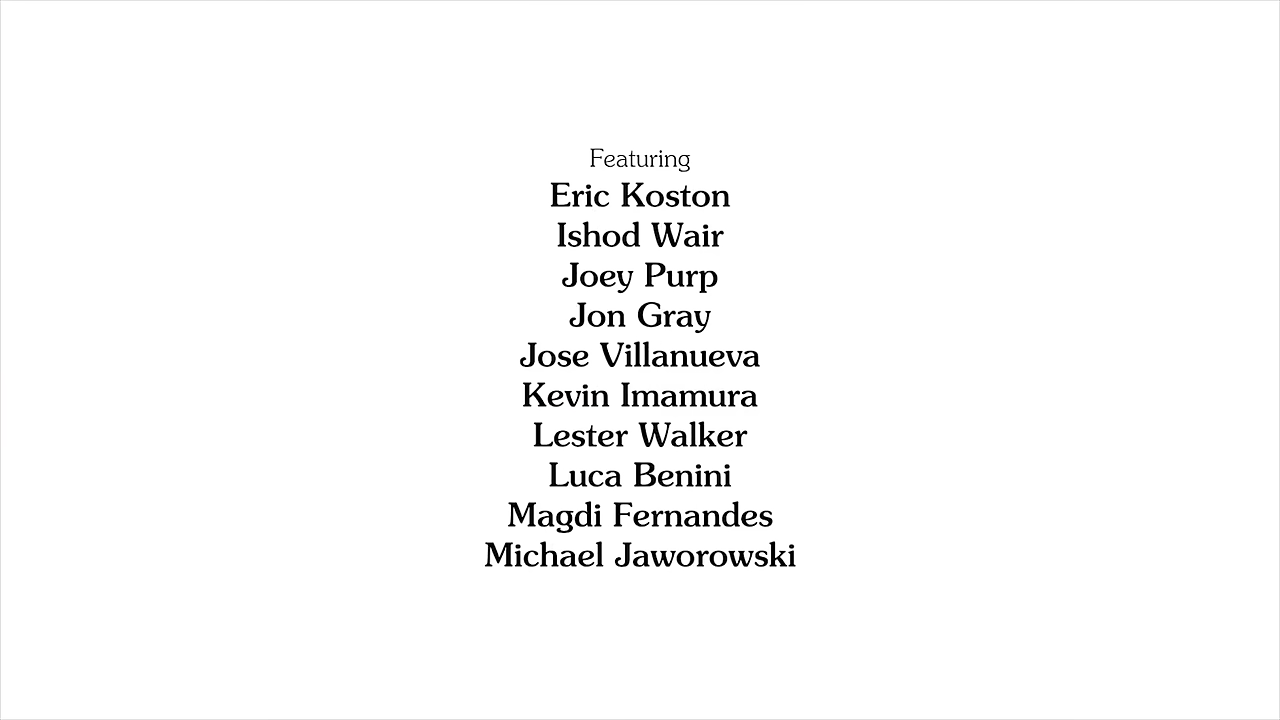 Featuring
Eric Koston
Ishod Wair
Joey Purp
Jon Gray
Jose Villanueva
Kevin Imamura
Lester Walker
Luca Benini
Magdi Fernandes
Michael Jaworowski